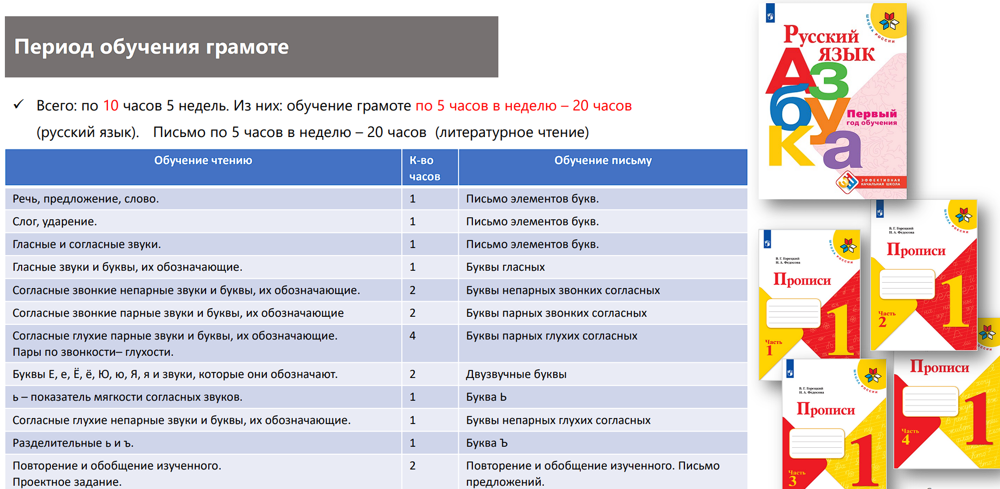 Период обучения грамоте
✓ Всего: по 10 часов 5 недель. Из них: обучение грамоте по 5 часов в неделю – 20 часов
(русский язык). Письмо по 5 часов в неделю – 20 часов (литературное чтение)
Обучение чтению
К-во
часов
Обучение письму
Речь, предложение, слово. 1 Письмо элементов букв.
Слог, ударение. 1 Письмо элементов букв.
Гласные и согласные звуки. 1 Письмо элементов букв.
Гласные звуки и буквы, их обозначающие. 1 Буквы гласных
Согласные звонкие непарные звуки и буквы, их обозначающие. 2 Буквы непарных звонких согласных
Согласные звонкие парные звуки и буквы, их обозначающие 2 Буквы парных звонких согласных
Согласные глухие парные звуки и буквы, их обозначающие. 4 Буквы парных глухих согласных
Пары по звонкости– глухости.
Буквы Е, е, Ё, ё, Ю, ю, Я, я и звуки, которые они обозначают. 2 Двузвучные буквы
ь – показатель мягкости согласных звуков. 1 Буква Ь
Согласные глухие непарные звуки и буквы, их обозначающие. 1 Буквы непарных глухих согласных
Разделительные ь и ъ. 1 Буква Ъ
Повторение и обобщение изученного. 2 Повторение и обобщение изученного. Письмо
Проектное задание. предложений.
ШКОЛА РОССИИ
Русский
язык
Азбука
Первый
год обучения
ЭФФЕКТИВНАЯ
НАЧАЛЬНАЯ ШКОЛА
ШКОЛА РОССИИ
В. Г. Горецкий
Н. А. Федосова
Прописи
1
Часть
2
ШКОЛА РОССИИ
В. Г. Горецкий
Н. А. Федосова
Прописи
1
Часть
1
ШКОЛА РОССИИ
В. Г. Горецкий
Н. А. Федосова
Прописи
1
Часть
3
Прописи
1
Часть
4